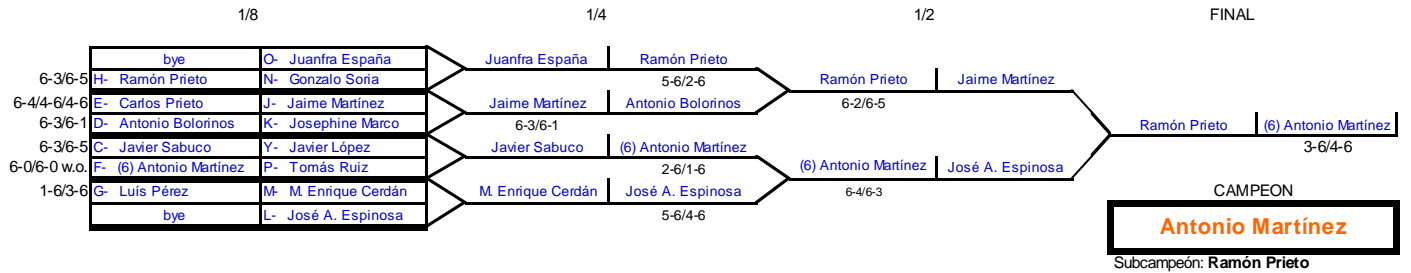 1/8 1/4 1/2 FINAL
bye O- Juanfra España Juanfra España Ramón Prieto
6-3/6-5 H- Ramón Prieto N- Gonzalo Soria 5-6/2-6 Ramón Prieto Jaime Martínez
6-4/4-6/4-6 E- Carlos Prieto J- Jaime Martínez Jaime Martínez Antonio Bolorinos 6-2/6-5
6-3/6-1 D- Antonio Bolorinos K- Josephine Marco 6-3/6-1 Ramón Prieto (6) Antonio Martínez
6-3/6-5 C- Javier Sabuco Y- Javier López Javier Sabuco (6) Antonio Martínez 3-6/4-6
6-0/6-0 w.o. F- (6) Antonio Martínez P- Tomás Ruiz 2-6/1-6 (6) Antonio Martínez José A. Espinosa
1-6/3-6 G- Luís Pérez M- M. Enrique Cerdán M. Enrique Cerdán José A. Espinosa 6-4/6-3 CAMPEON
bye L- José A. Espinosa 5-6/4-6
Antonio Martínez
Subcampeón: Ramón Prieto